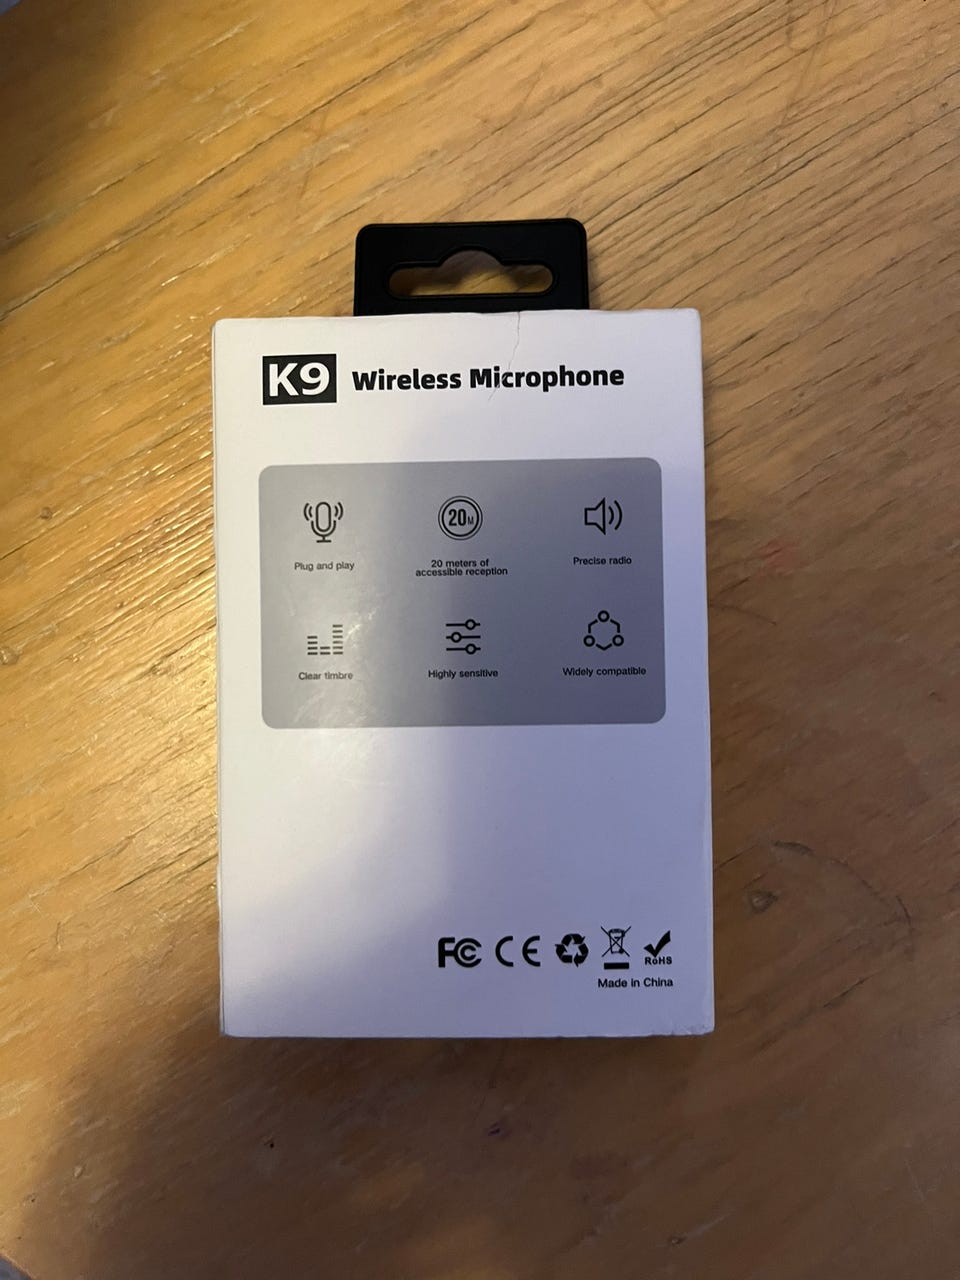 K9 Wireless Microphone
20M
Plug and play
20 meters of
accessible reception
Precise radio
Clear timbre
Highly sensitive
Widely compatible
FC CE RoHS
Made in China